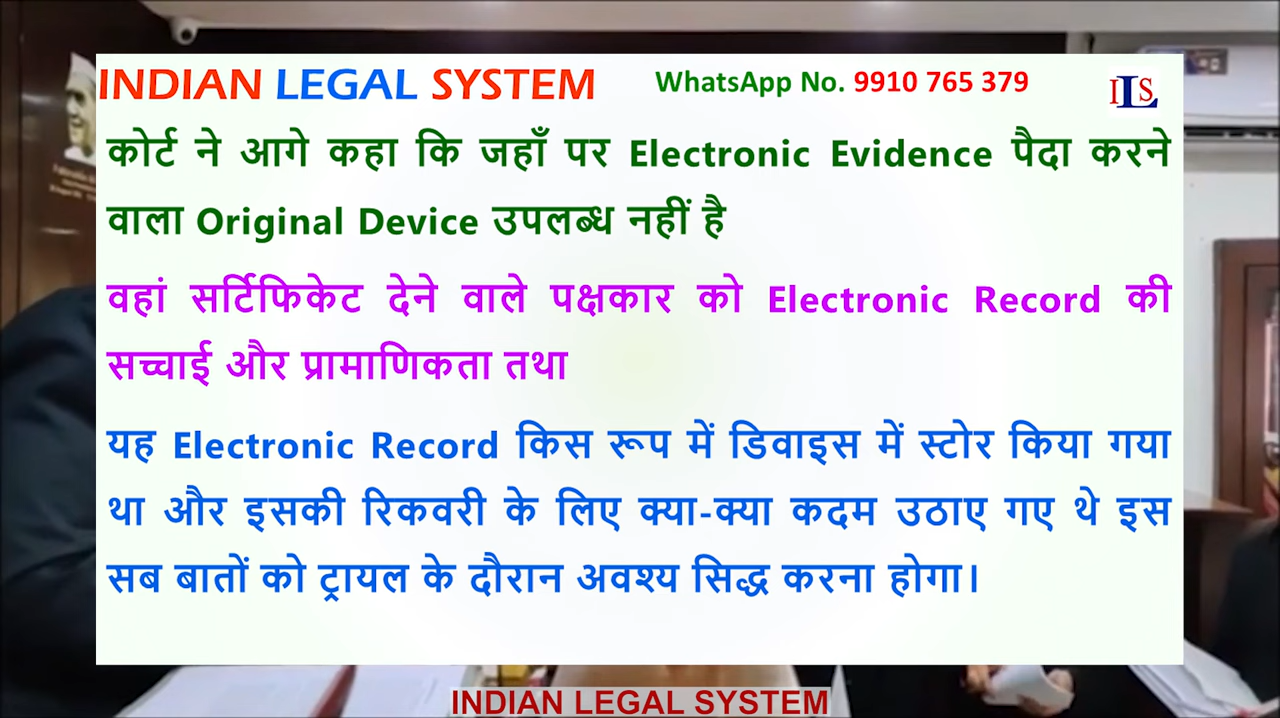 INDIAN LEGAL SYSTEM
WhatsApp No. 9910 765 379
ILS
कोर्ट ने आगे कहा कि जहाँ पर Electronic Evidence पैदा करने
वाला Original Device उपलब्ध नहीं है
वहां सर्टिफिकेट देने वाले पक्षकार को Electronic Record की
सच्चाई और प्रामाणिकता तथा
यह Electronic Record किस रूप में डिवाइस में स्टोर किया गया
था और इसकी रिकवरी के लिए क्या-क्या कदम उठाए गए थे इस
सब बातों को ट्रायल के दौरान अवश्य सिद्ध करना होगा।
INDIAN LEGAL SYSTEM